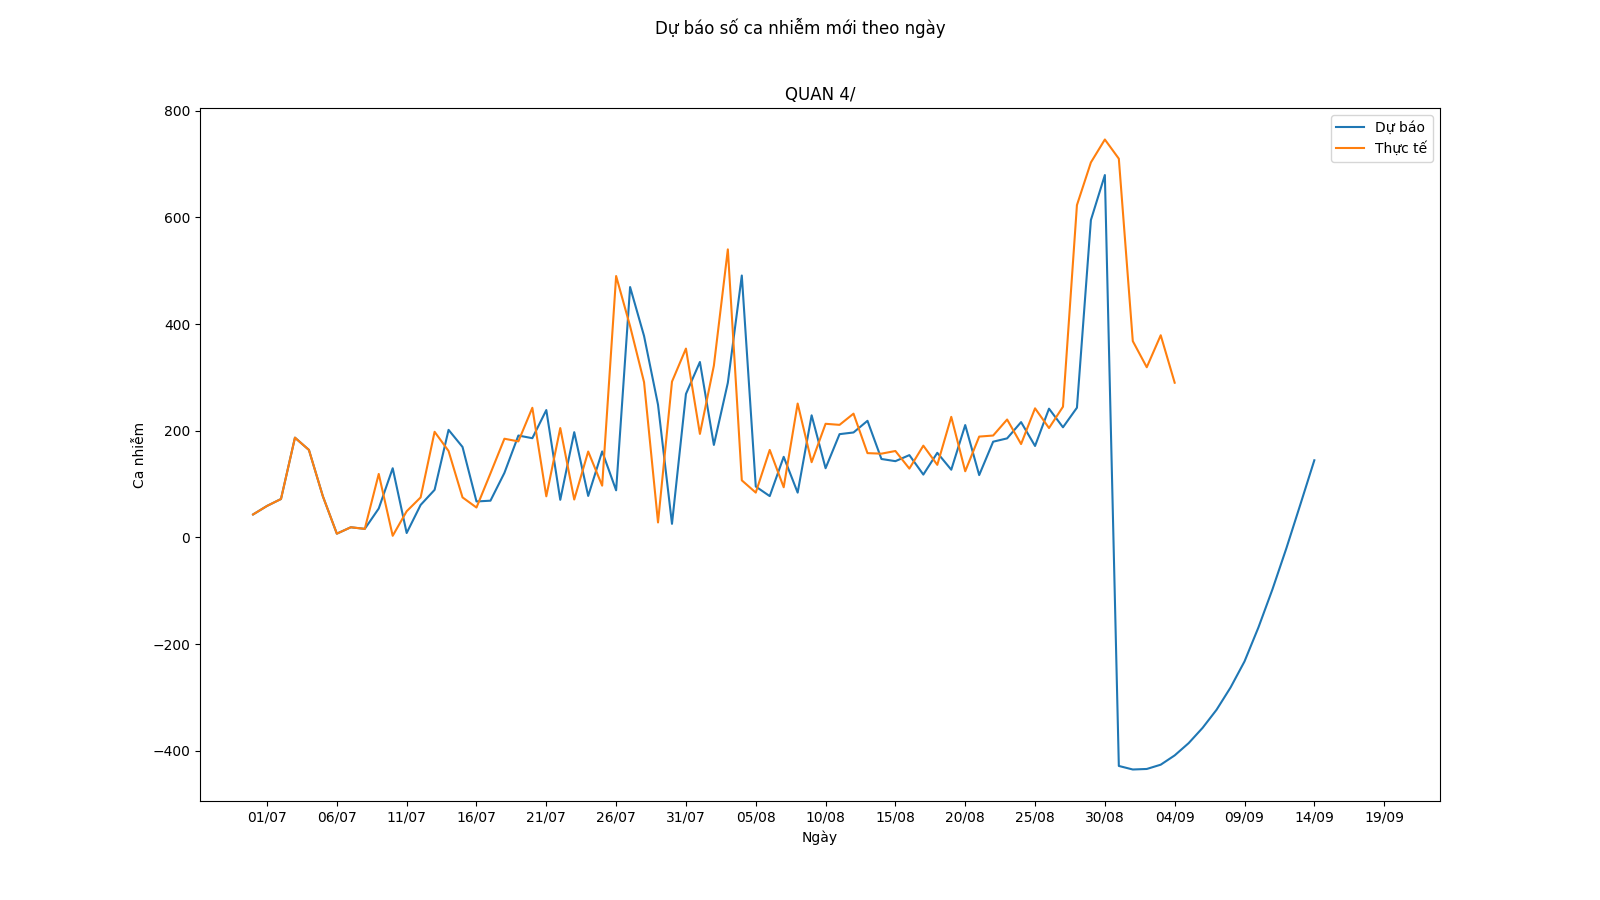 Dự báo số ca nhiễm mới theo ngày
QUAN 4/
Dự báo
Thực tế
Ca nhiễm
800
600
400
200
0
−200
−400
01/07 06/07 11/07 16/07 21/07 26/07 31/07 05/08 10/08 15/08 20/08 25/08 30/08 04/09 09/09 14/09 19/09
Ngày